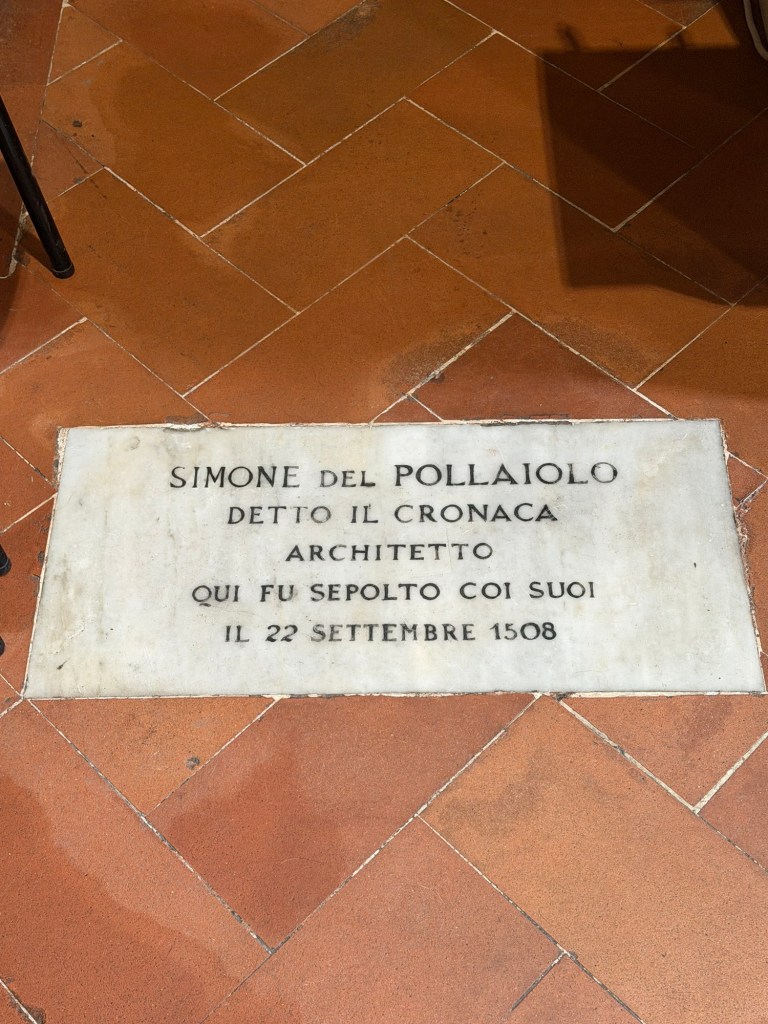 SIMONE DEL POLLAIOLO
DETTO IL CRONACA
ARCHITETTO
QUI FU SEPOLTO COI SUOI
IL 22 SETTEMBRE 1508